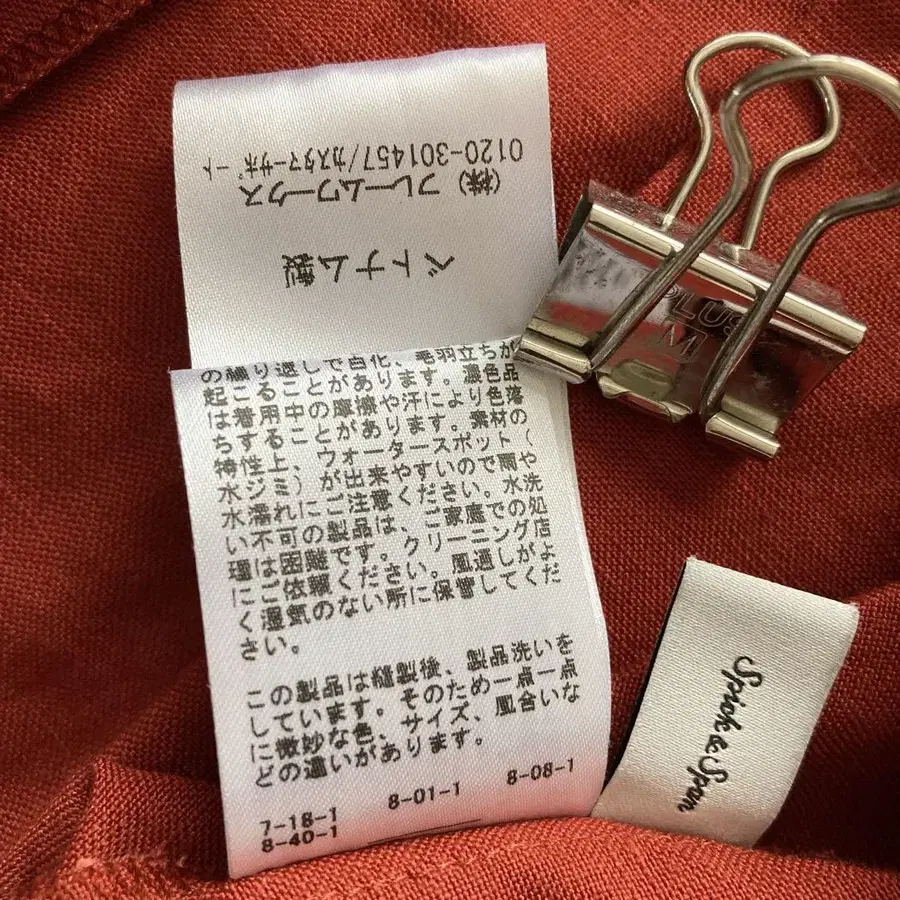 ベトナム製
(株)フレームワークス
0120-301457/カスタマーサポート
の繰り返しで白化、毛羽立ちが
起こることがあります。濃色品
は着用中の摩擦や汗により色落
ちすることがあります。素材の
特性上、ウォータースポット(
水ジミ)が出来やすいので雨や
水濡れにご注意ください。水洗
い不可の製品は、ご家庭での処
理は困難です。クリーニング店
にご依頼ください。風通しがよ
く湿気のない所に保管してくだ
さい。
この製品は縫製後、製品洗いを
しています。そのため一点一点
に微妙な色、サイズ、風合いな
どの違いがあります。
7-18-1 8-01-1 8-08-1
8-40-1
Spick & Span
PLUS